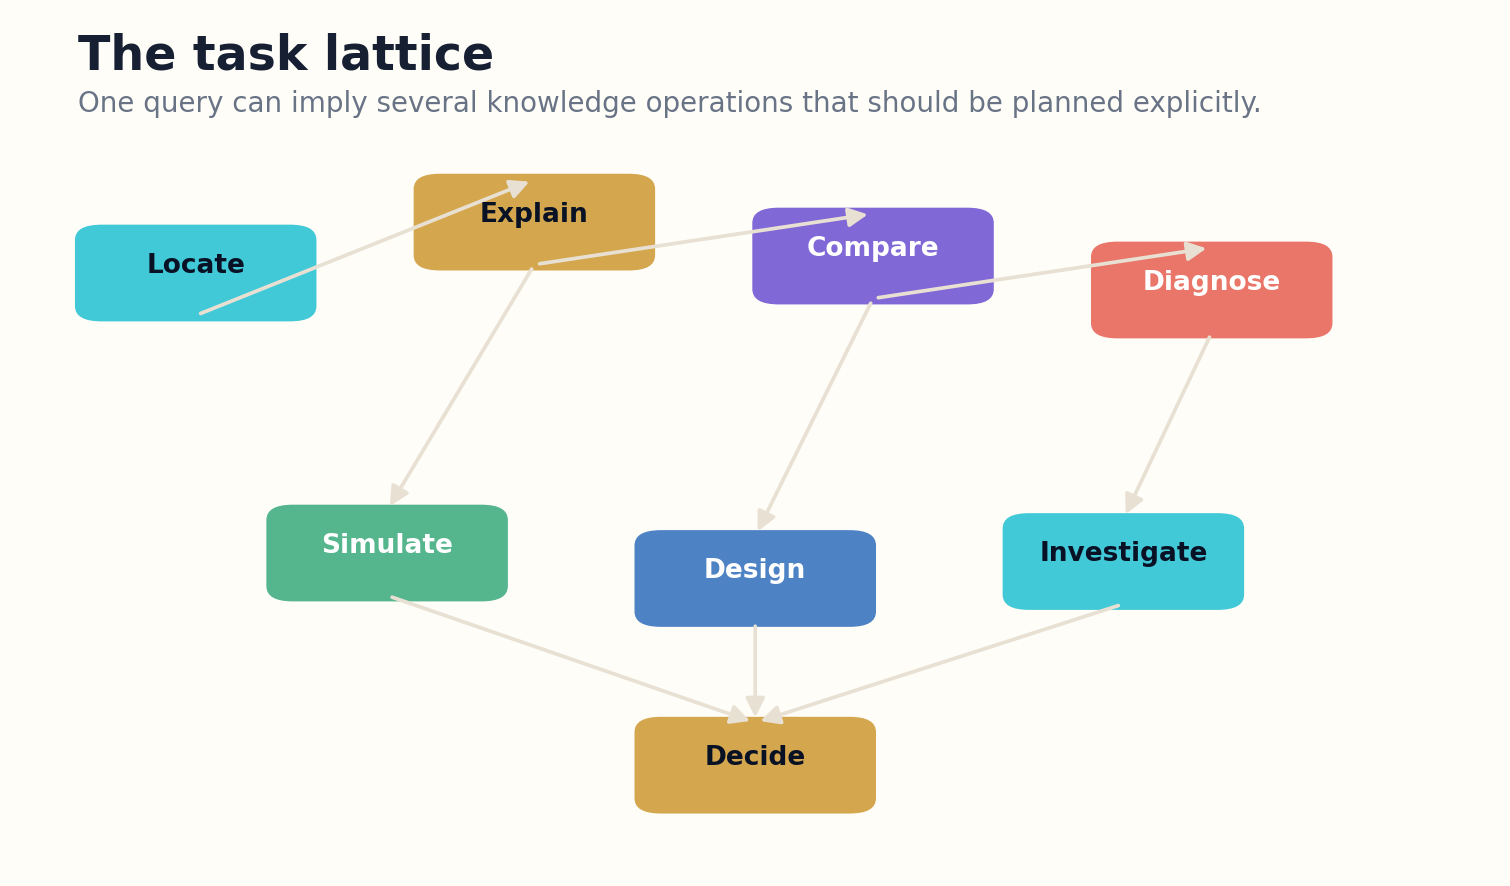 The task lattice
One query can imply several knowledge operations that should be planned explicitly.
Locate
Explain
Compare
Diagnose
Simulate
Design
Investigate
Decide